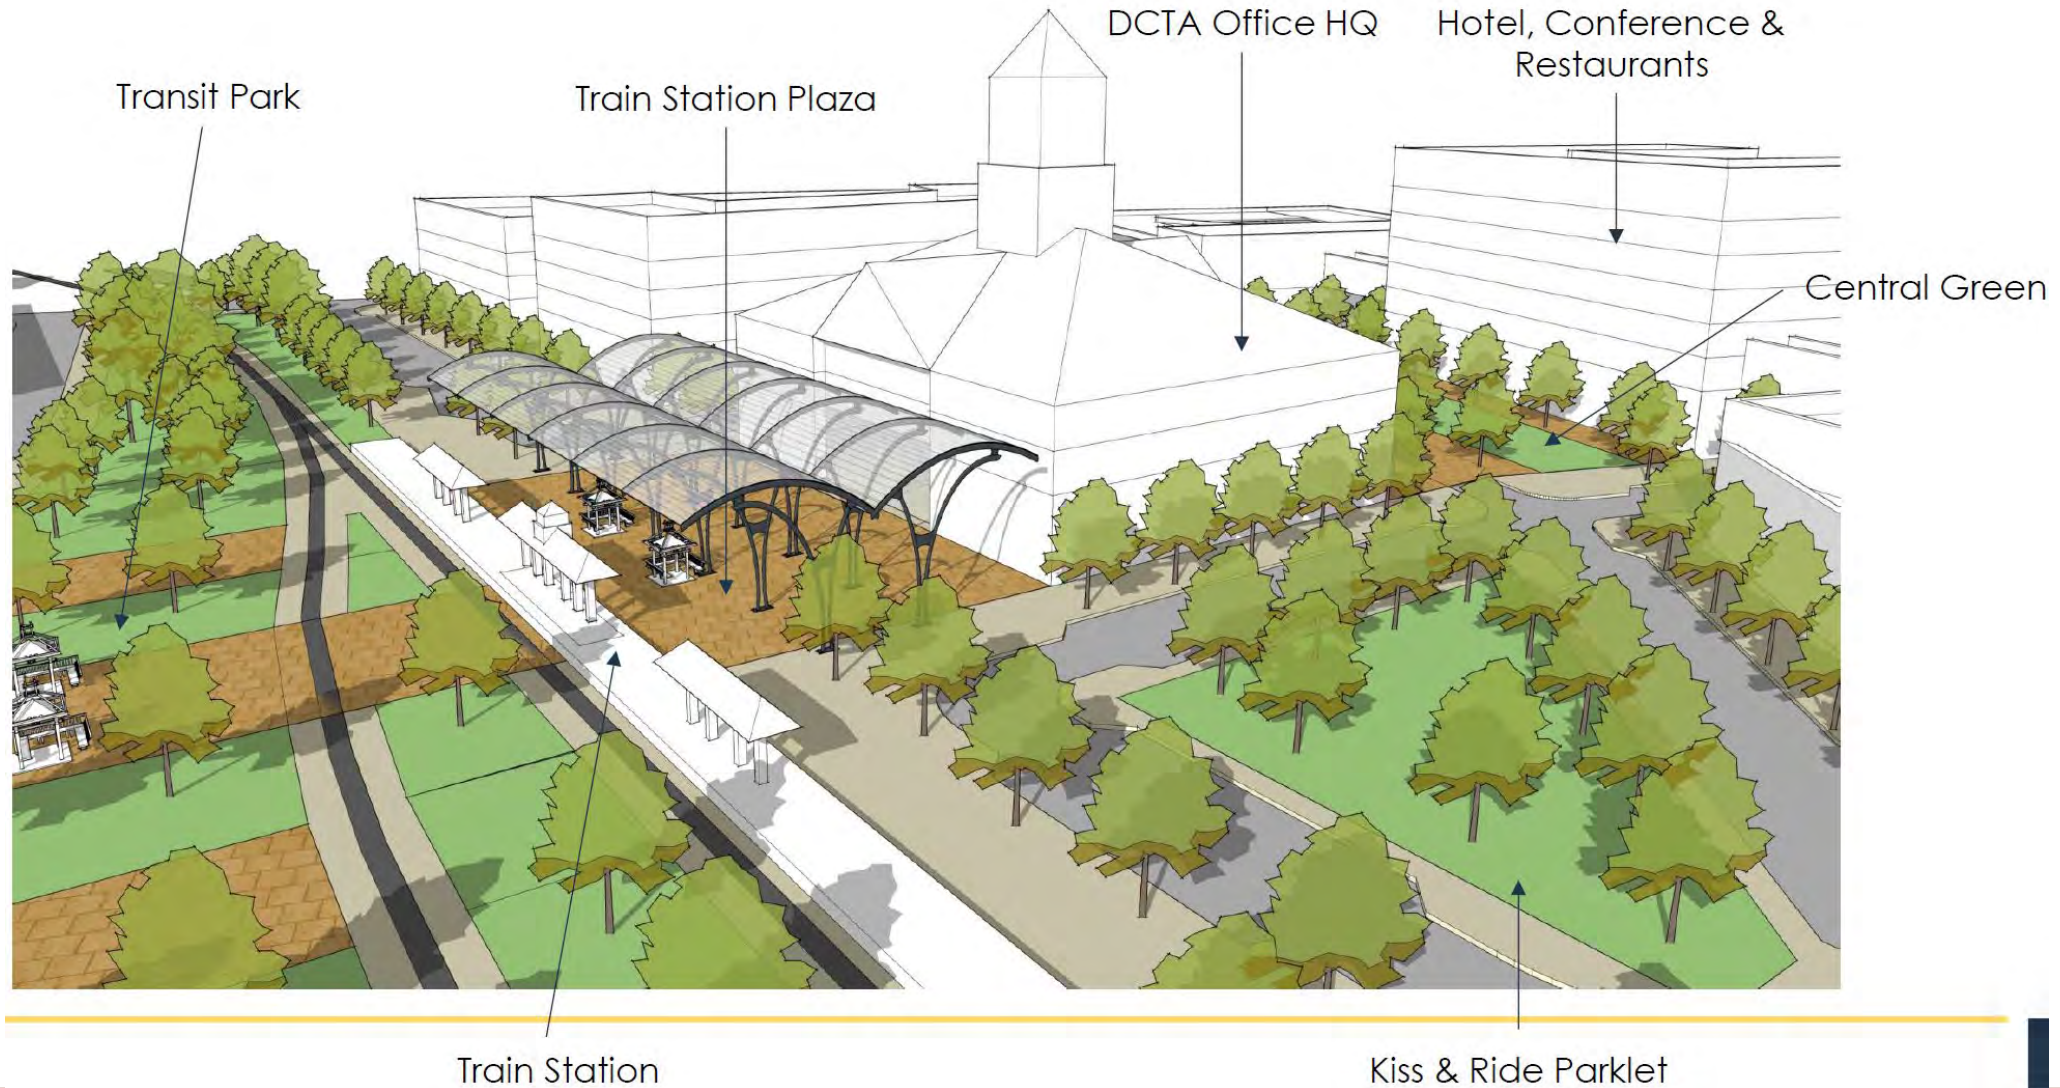 DCTA Office HQ
Hotel, Conference &
Restaurants
Transit Park
Train Station Plaza
Central Green
Train Station
Kiss & Ride Parklet